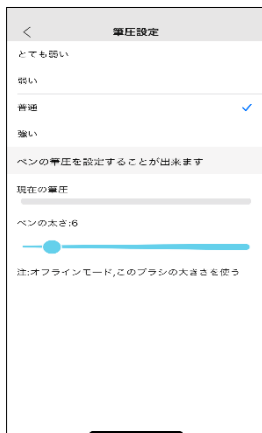 筆圧設定
とても弱い
弱い
普通
強い
ペンの筆圧を設定することが出来ます
現在の筆圧
ペンの太さ:6
注:オフラインモード,このブラシの大きさを使う